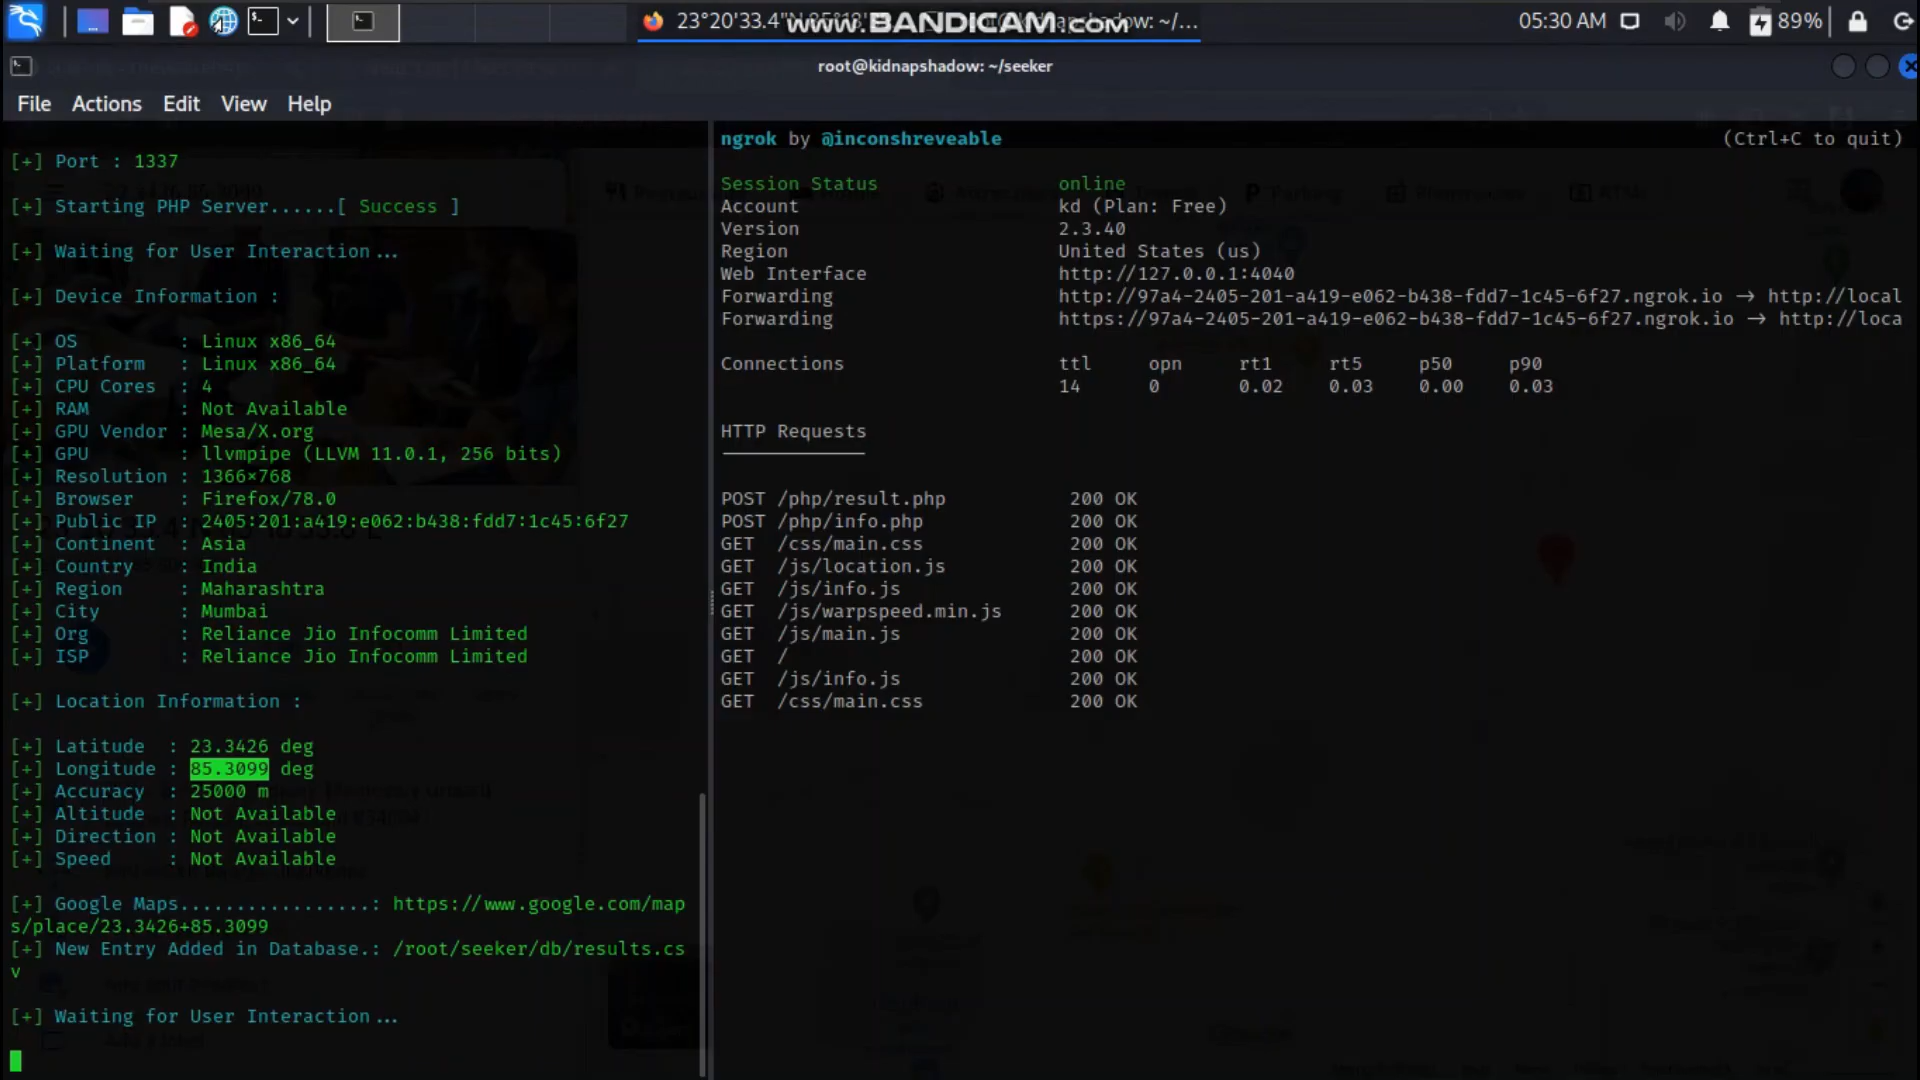 23°20'33.4"N 85°18'
www.BANDICAM.com
kidnapshadow: ~/...
05:30 AM
89%
root@kidnapshadow: ~/seeker
File Actions Edit View Help
[+] Port : 1337
[+] Starting PHP Server......[ Success ]
[+] Waiting for User Interaction...
[+] Device Information :
[+] OS : Linux x86_64
[+] Platform : Linux x86_64
[+] CPU Cores : 4
[+] RAM : Not Available
[+] GPU Vendor : Mesa/X.org
[+] GPU : llvmpipe (LLVM 11.0.1, 256 bits)
[+] Resolution : 1366×768
[+] Browser : Firefox/78.0
[+] Public IP : 2405:201:a419:e062:b438:fdd7:1c45:6f27
[+] Continent : Asia
[+] Country : India
[+] Region : Maharashtra
[+] City : Mumbai
[+] Org : Reliance Jio Infocomm Limited
[+] ISP : Reliance Jio Infocomm Limited
[+] Location Information :
[+] Latitude : 23.3426 deg
[+] Longitude : 85.3099 deg
[+] Accuracy : 25000 m
[+] Altitude : Not Available
[+] Direction : Not Available
[+] Speed : Not Available
[+] Google Maps.................: https://www.google.com/map
s/place/23.3426+85.3099
[+] New Entry Added in Database.: /root/seeker/db/results.cs
v
[+] Waiting for User Interaction...
ngrok by @inconshreveable (Ctrl+C to quit)
Session Status online
Account kd (Plan: Free)
Version 2.3.40
Region United States (us)
Web Interface http://127.0.0.1:4040
Forwarding http://97a4-2405-201-a419-e062-b438-fdd7-1c45-6f27.ngrok.io → http://local
Forwarding https://97a4-2405-201-a419-e062-b438-fdd7-1c45-6f27.ngrok.io → http://loca
Connections ttl opn rt1 rt5 p50 p90
14 0 0.02 0.03 0.00 0.03
HTTP Requests
POST /php/result.php 200 OK
POST /php/info.php 200 OK
GET /css/main.css 200 OK
GET /js/location.js 200 OK
GET /js/info.js 200 OK
GET /js/warpspeed.min.js 200 OK
GET /js/main.js 200 OK
GET / 200 OK
GET /js/info.js 200 OK
GET /css/main.css 200 OK